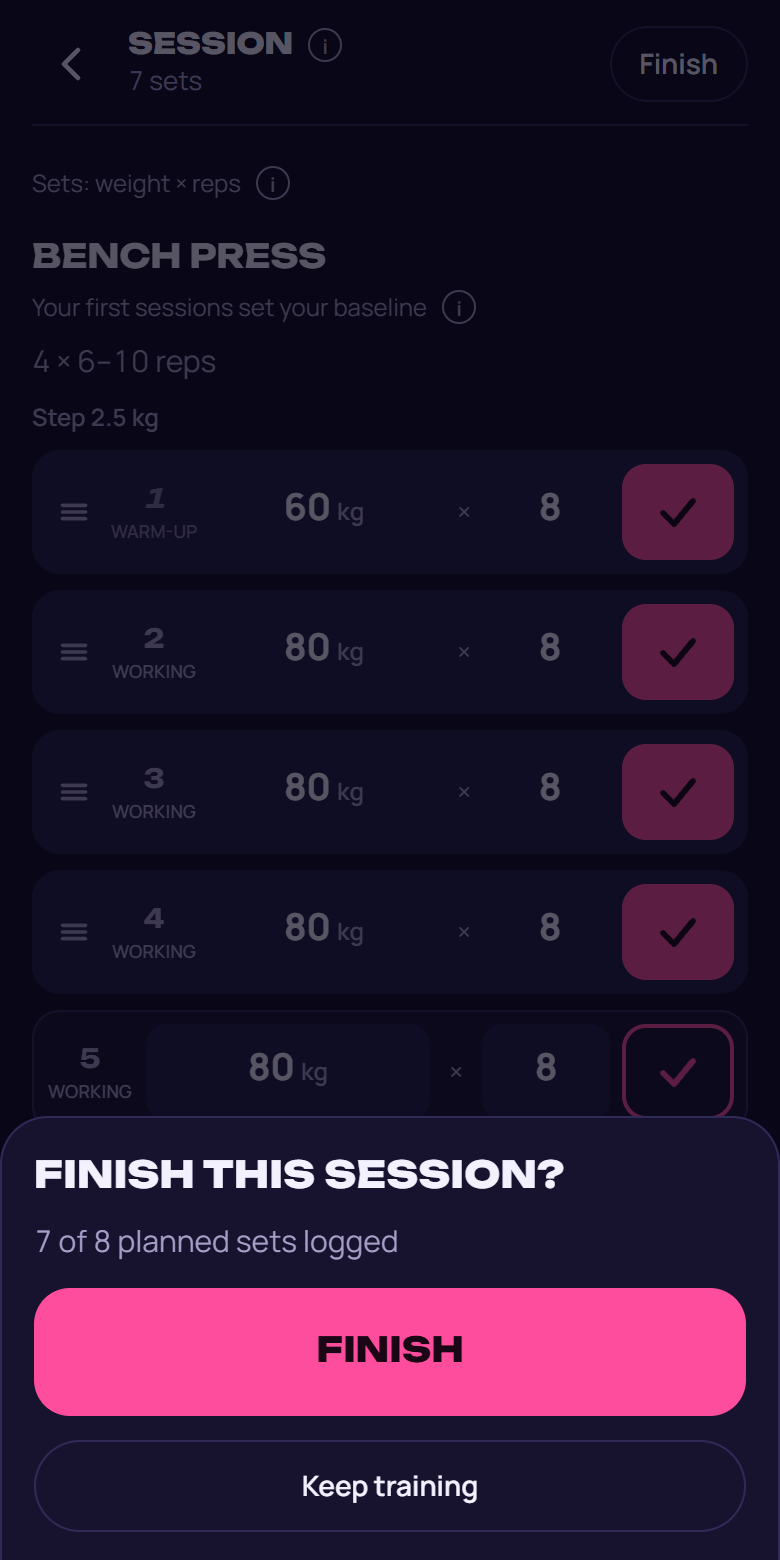 SESSION i
7 sets
Finish
Sets: weight × reps i
BENCH PRESS
Your first sessions set your baseline i
4 × 6–10 reps
Step 2.5 kg
1 WARM-UP 60 kg × 8
2 WORKING 80 kg × 8
3 WORKING 80 kg × 8
4 WORKING 80 kg × 8
5 WORKING 80 kg × 8
FINISH THIS SESSION?
7 of 8 planned sets logged
FINISH
Keep training